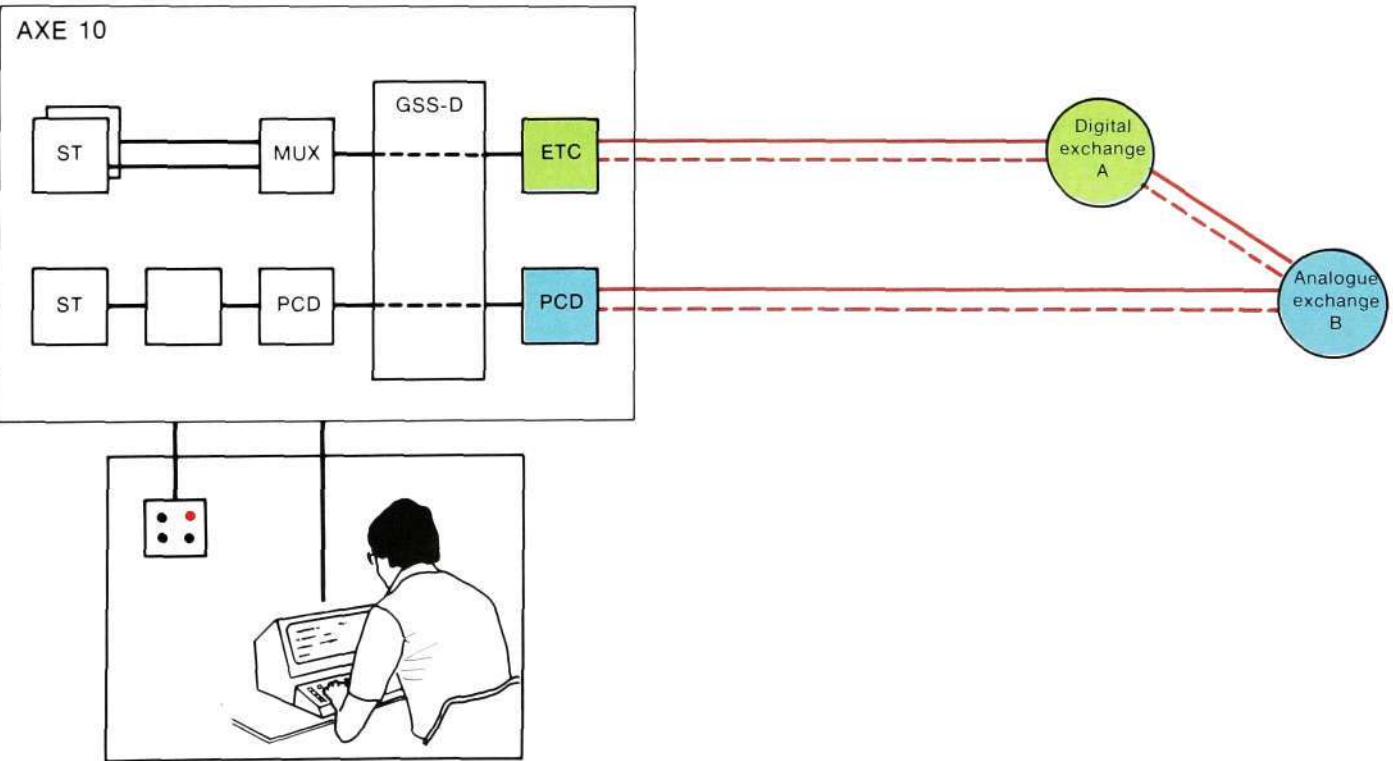 AXE 10
GSS-D
ST
MUX
ETC
Digital
exchange
A
ST
PCD
PCD
Analogue
exchange
B